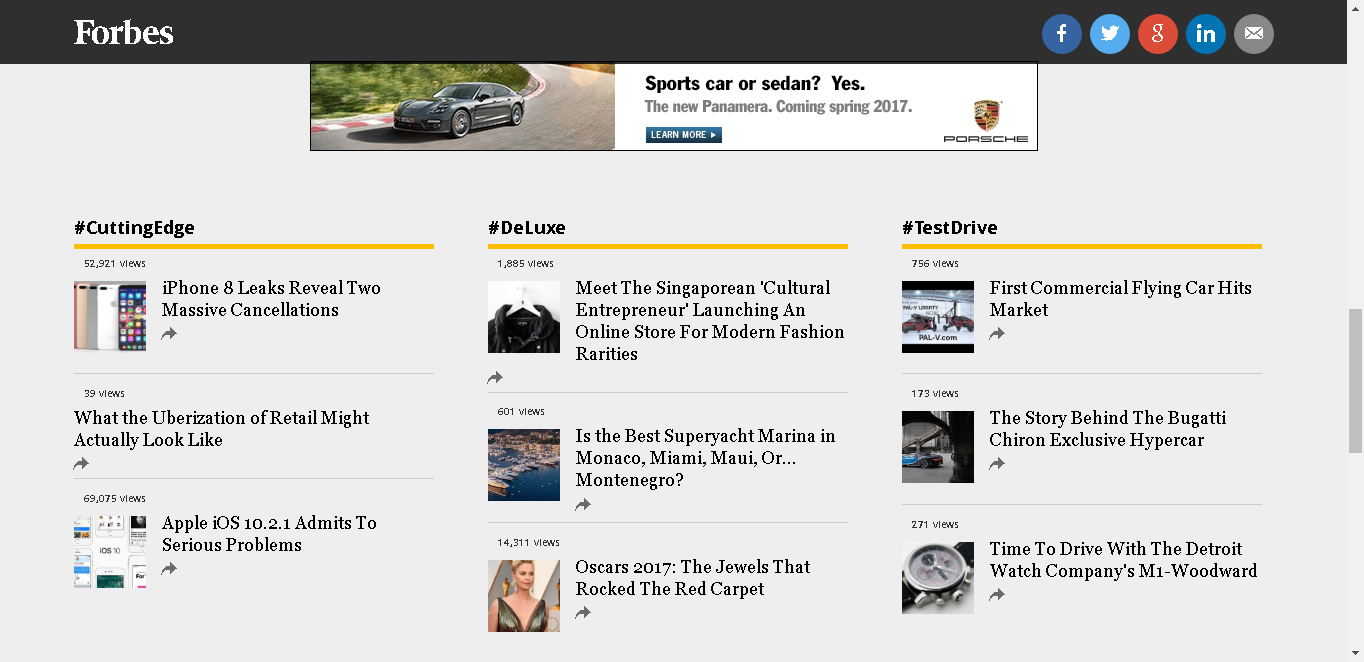 Forbes
Sports car or sedan? Yes.
The new Panamera. Coming spring 2017.
LEARN MORE
PORSCHE
#CuttingEdge
52,921 views
iPhone 8 Leaks Reveal Two
Massive Cancellations
39 views
What the Uberization of Retail Might
Actually Look Like
69,075 views
iOS 10
Apple iOS 10.2.1 Admits To
Serious Problems
#DeLuxe
1,885 views
Meet The Singaporean 'Cultural
Entrepreneur' Launching An
Online Store For Modern Fashion
Rarities
601 views
Is the Best Superyacht Marina in
Monaco, Miami, Maui, Or...
Montenegro?
14,311 views
Oscars 2017: The Jewels That
Rocked The Red Carpet
#TestDrive
756 views
PAL-V LIBERTY
PAL-V.com
First Commercial Flying Car Hits
Market
173 views
The Story Behind The Bugatti
Chiron Exclusive Hypercar
271 views
Time To Drive With The Detroit
Watch Company's M1-Woodward